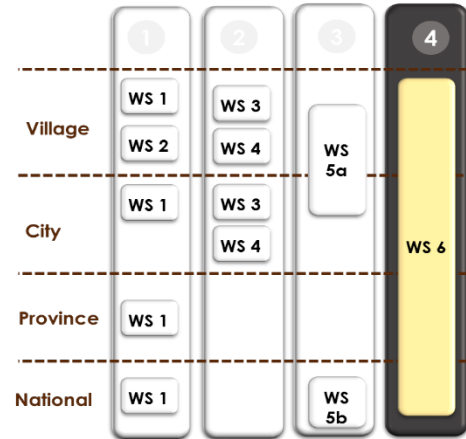 1 2 3 4
Village
WS 1
WS 2
WS 3
WS 4
WS
5a
City
WS 1
WS 3
WS 4
WS 6
Province
WS 1
National
WS 1
WS
5b